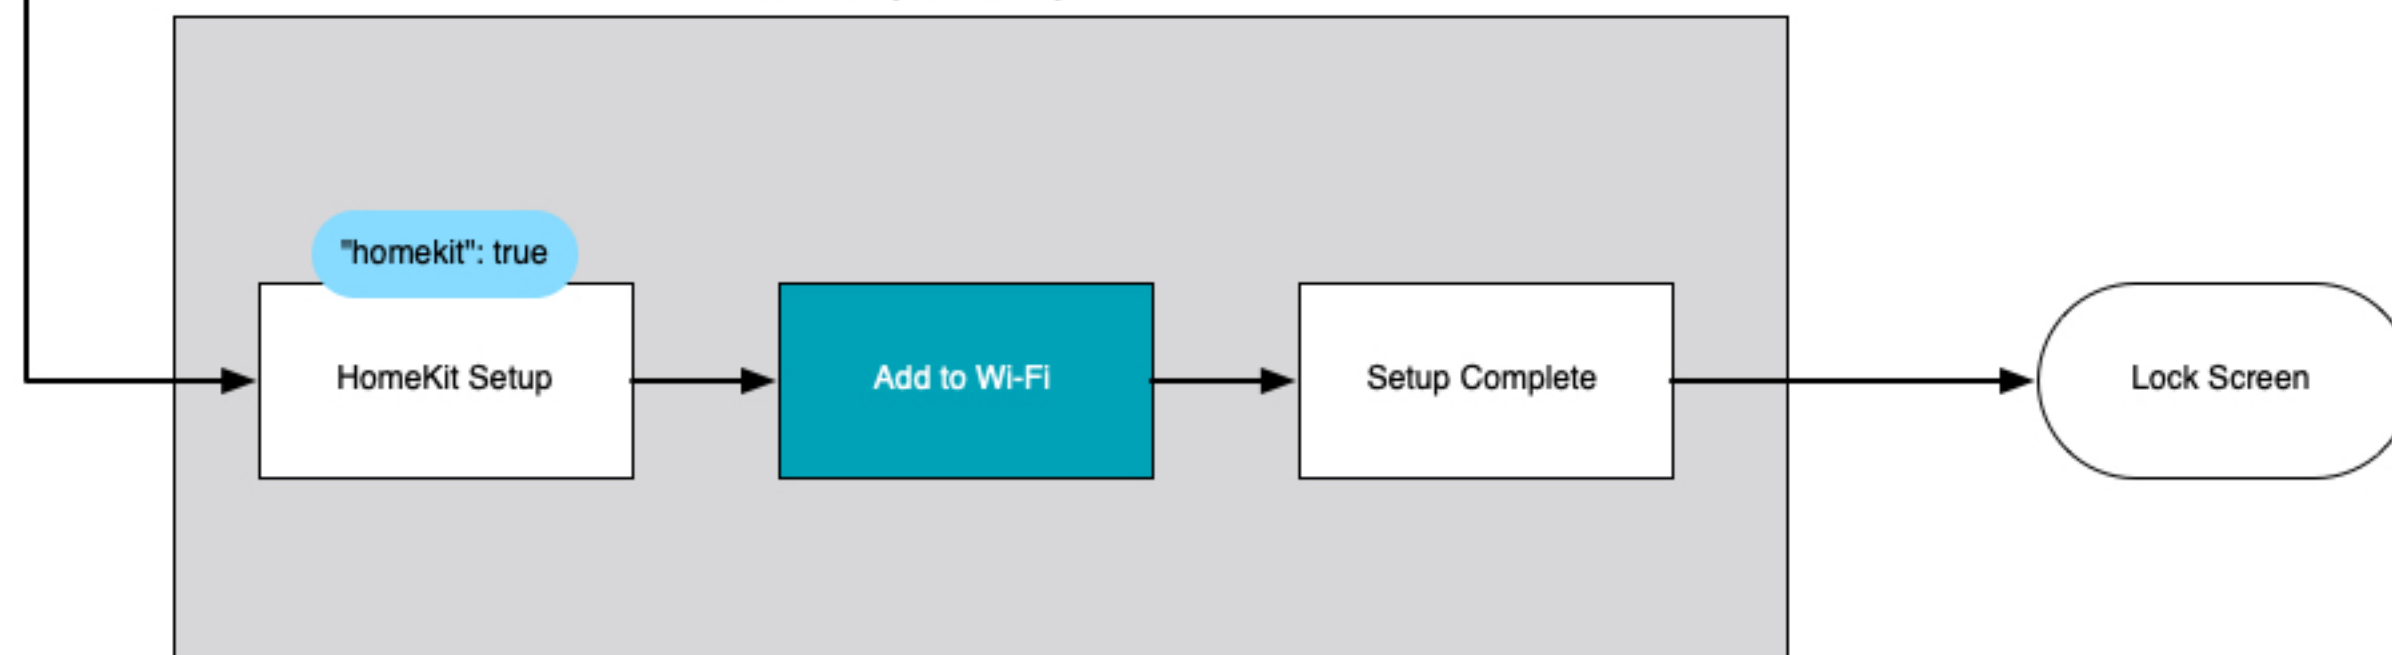 "homekit": true
HomeKit Setup
Add to Wi-Fi
Setup Complete
Lock Screen